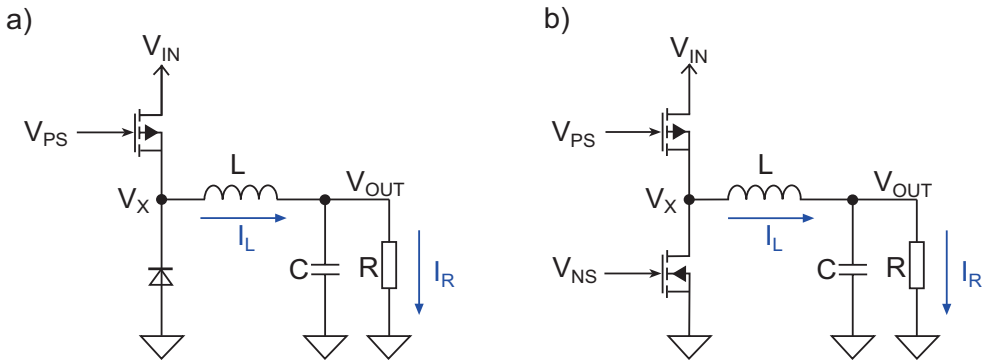 a)
V_IN
V_PS
L
V_X
V_OUT
I_L
C
R
I_R
b)
V_IN
V_PS
L
V_X
V_OUT
I_L
V_NS
C
R
I_R